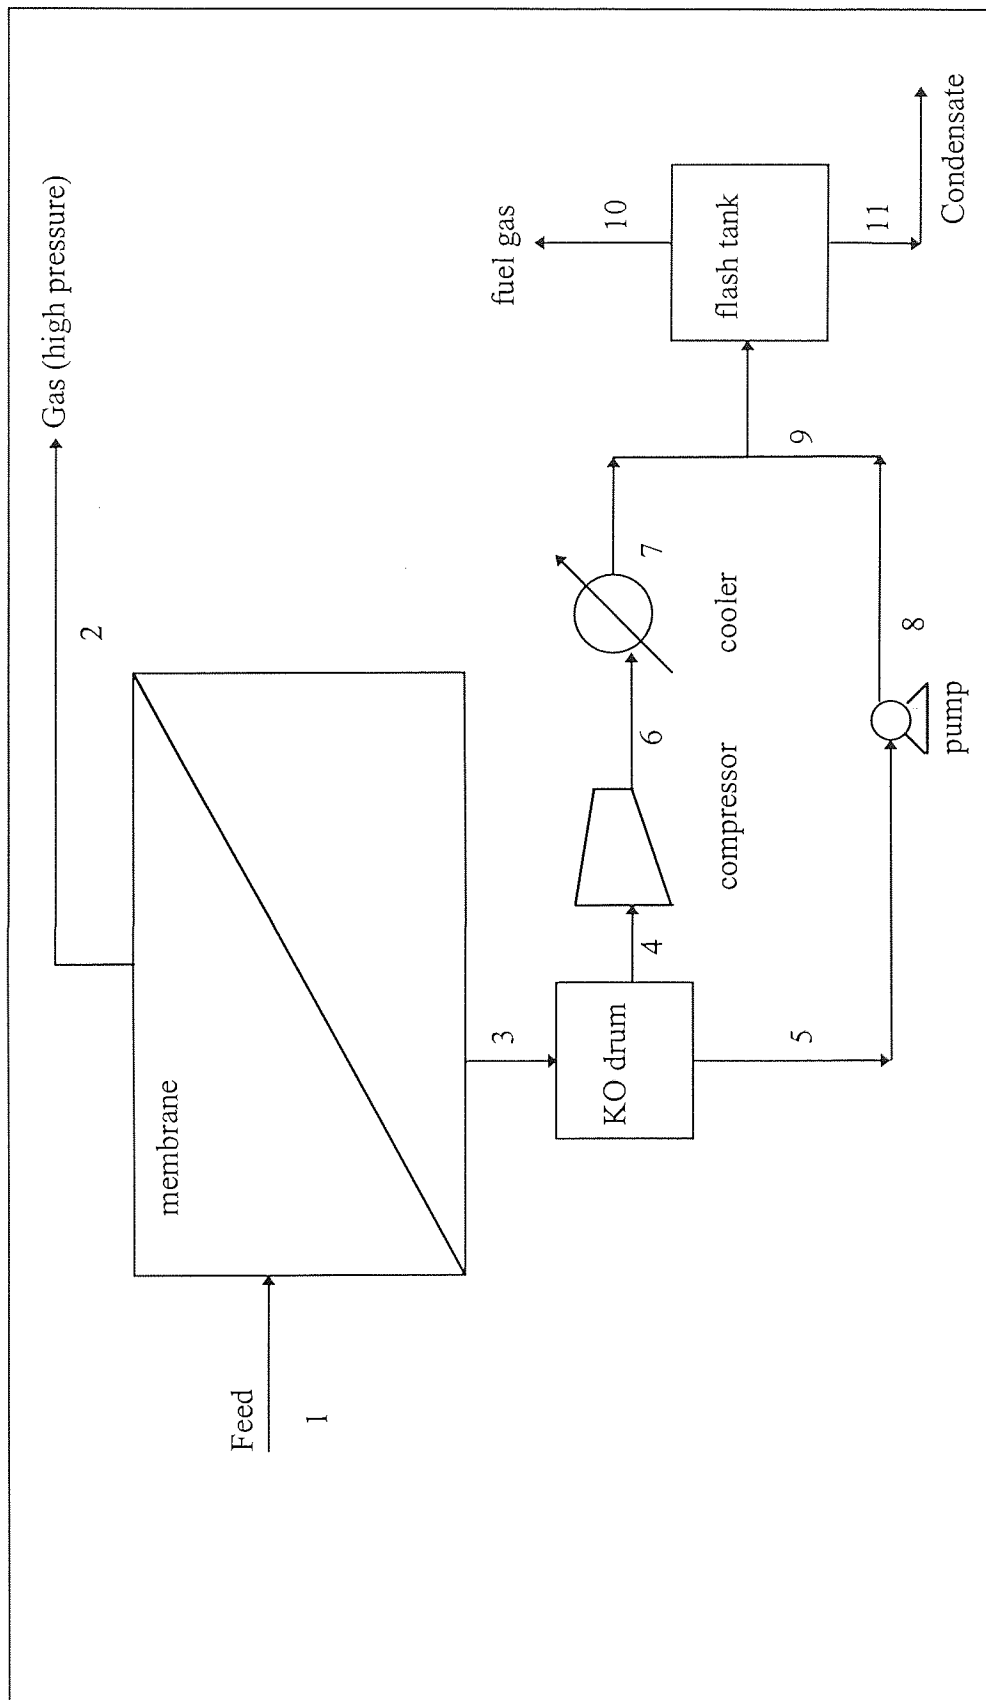 Gas (high pressure)
2
membrane
Feed
1
3
KO drum
4
compressor
6
cooler
7
5
pump
8
9
fuel gas
10
flash tank
11
Condensate